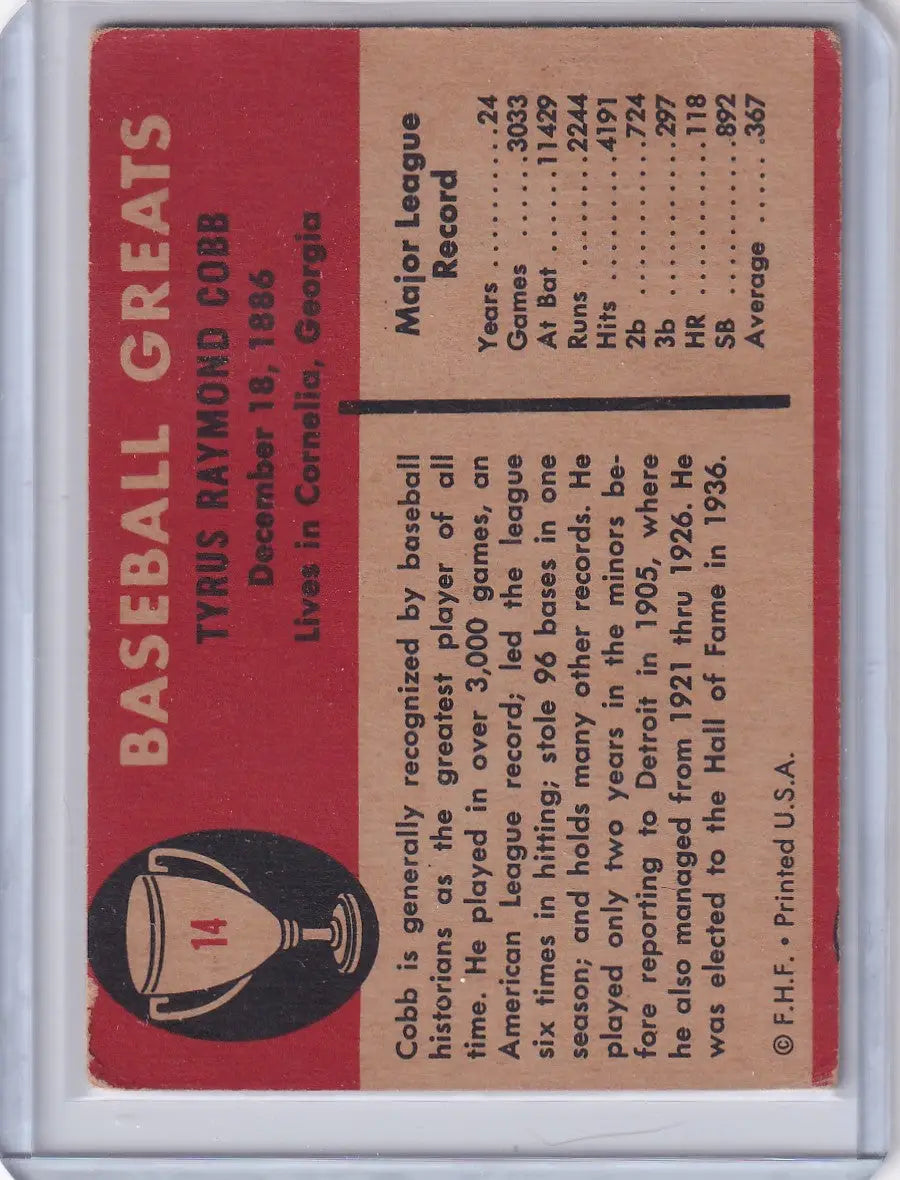 BASEBALL GREATS
TYRUS RAYMOND COBB
December 18, 1886
Lives in Cornelia, Georgia
14
Cobb is generally recognized by baseball
historians as the greatest player of all
time. He played in over 3,000 games, an
American League record; led the league
six times in hitting; stole 96 bases in one
season; and holds many other records. He
played only two years in the minors be-
fore reporting to Detroit in 1905, where
he also managed from 1921 thru 1926. He
was elected to the Hall of Fame in 1936.
© F.H.F. • Printed U.S.A.
Major League
Record
Years ........24
Games .......3033
At Bat ......11429
Runs ........2244
Hits .........4191
2b ..........724
3b ..........297
HR ..........118
SB ..........892
Average .....367